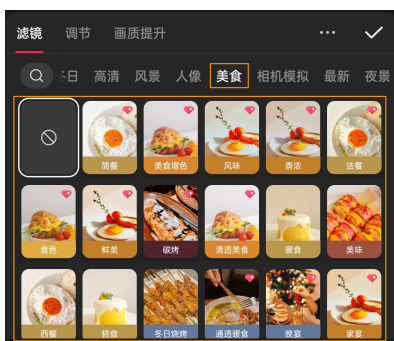 滤镜 调节 画质提升
高清 风景 人像 美食 相机模拟 最新 夜景
简餐 美食增色 风味 香浓 法餐
食色 鲜美 碳烤 清透美食 暖食 美味
西餐 轻食 冬日烧烤 通透暖食 晚宴 家宴